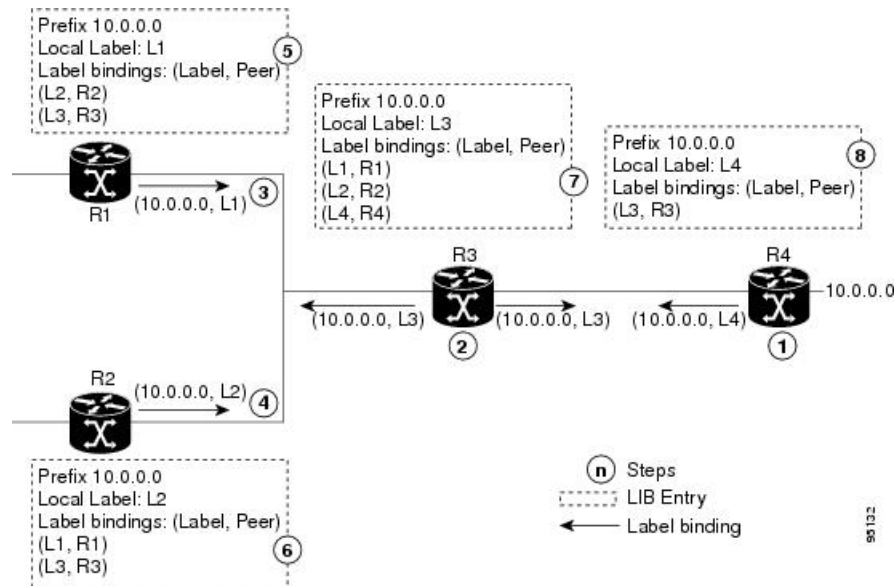 Prefix 10.0.0.0
Local Label: L1
Label bindings: (Label, Peer)
(L2, R2)
(L3, R3)
5
R1
(10.0.0.0, L1)
3
Prefix 10.0.0.0
Local Label: L3
Label bindings: (Label, Peer)
(L1, R1)
(L2, R2)
(L4, R4)
7
Prefix 10.0.0.0
Local Label: L4
Label bindings: (Label, Peer)
(L3, R3)
8
R3
(10.0.0.0, L3)
(10.0.0.0, L3)
2
R4
(10.0.0.0, L4)
10.0.0.0
1
R2
(10.0.0.0, L2)
4
Prefix 10.0.0.0
Local Label: L2
Label bindings: (Label, Peer)
(L1, R1)
(L3, R3)
6
n Steps
LIB Entry
Label binding